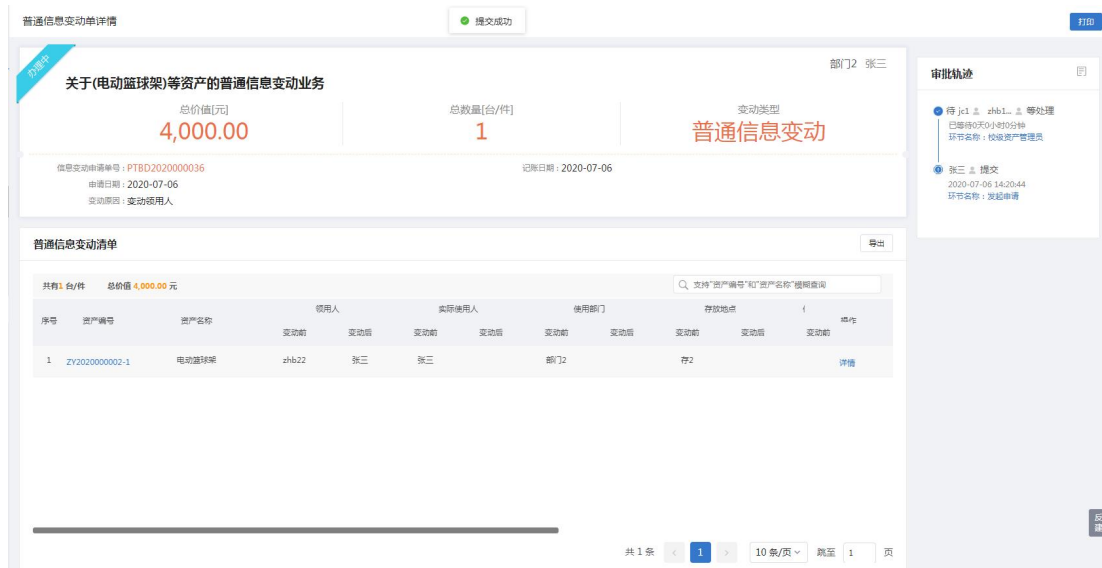 普通信息变动单详情
提交成功
打印
办理中
部门2 张三
关于(电动篮球架)等资产的普通信息变动业务
总价值[元]
总数量[台/件]
变动类型
4,000.00
1
普通信息变动
信息变动申请单号：PTBD2020000036
记账日期：2020-07-06
申请日期：2020-07-06
变动原因：变动领用人
审批轨迹
待 jc1 zhb1... 等处理
已等待0天0小时0分钟
环节名称：校级资产管理员
张三 提交
2020-07-06 14:20:44
环节名称：发起申请
普通信息变动清单
导出
共有1 台/件 总价值 4,000.00 元
支持"资产编号"和"资产名称"模糊查询
序号 资产编号 资产名称 领用人 实际使用人 使用部门 存放地点 操作
变动前 变动后 变动前 变动后 变动前 变动后 变动前 变动后 变动前
1 ZY2020000002-1 电动篮球架 zhb22 张三 张三 部门2 存2 详情
共 1 条 < 1 > 10 条/页 跳至 1 页